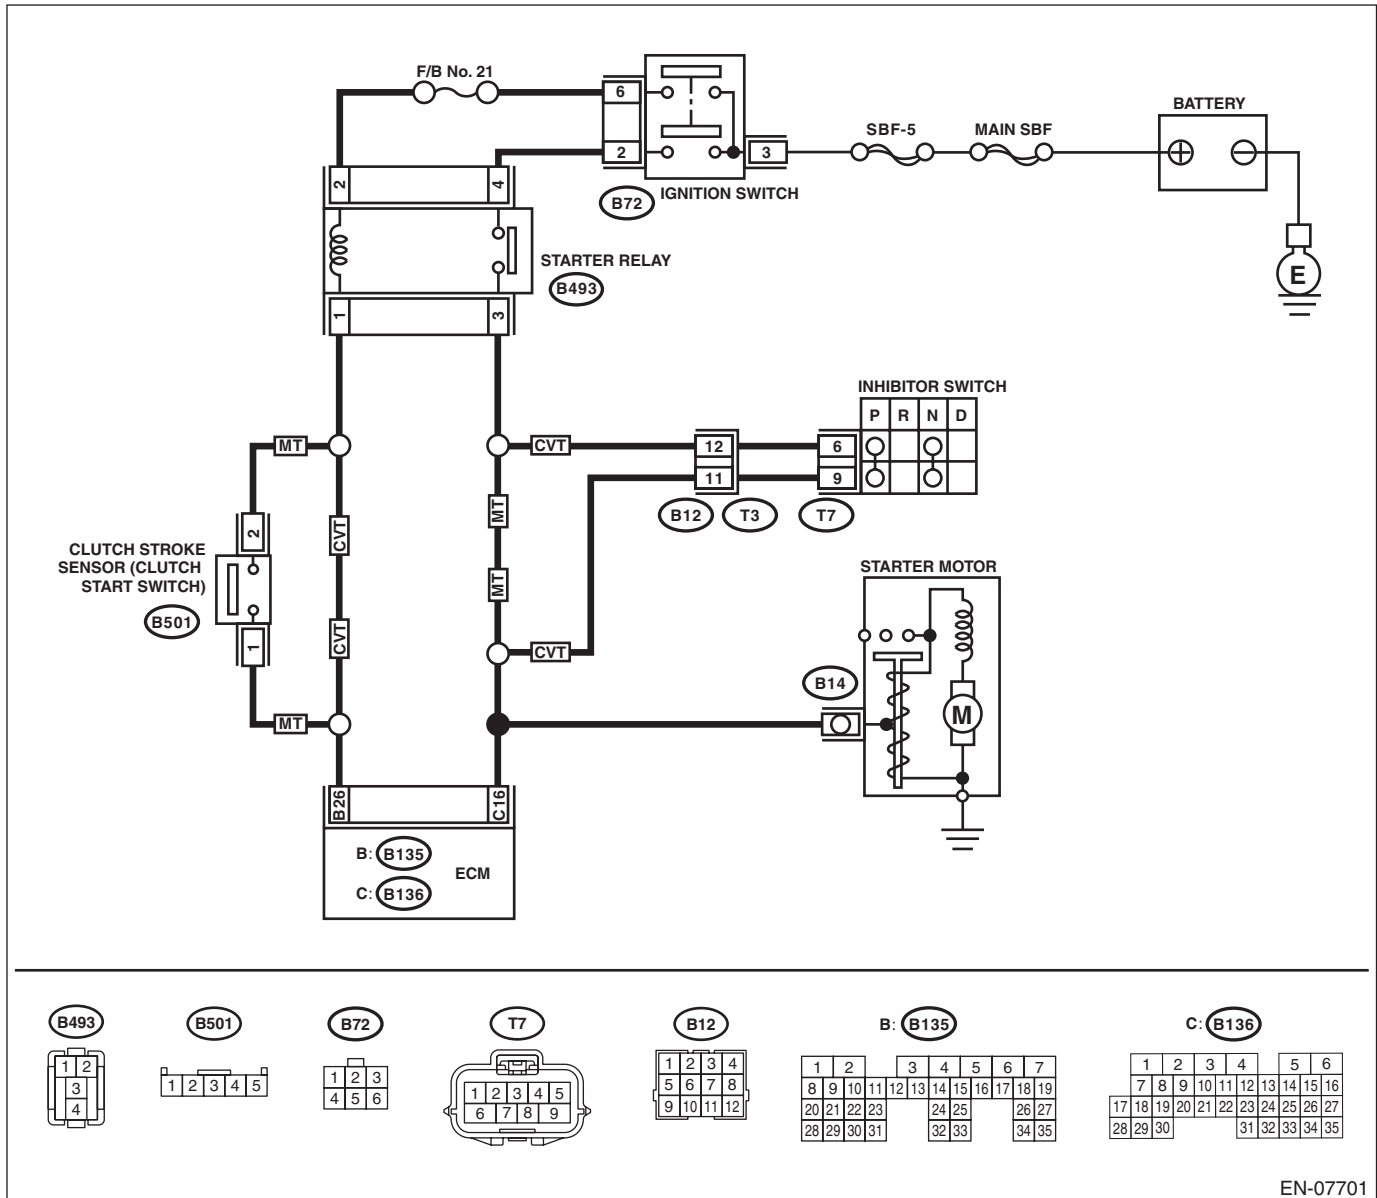 F/B No. 21
6
2
3
B72
IGNITION SWITCH
SBF-5
MAIN SBF
BATTERY
E
2
4
STARTER RELAY
B493
1
3
INHIBITOR SWITCH
P R N D
MT
CVT
12
11
6
9
B12
T3
T7
MT
CVT
2
CLUTCH STROKE
SENSOR (CLUTCH
START SWITCH)
B501
1
MT
CVT
CVT
MT
STARTER MOTOR
B14
M
B26
C16
B: B135
C: B136
ECM
B493
1 2
3
4
B501
1 2 3 4 5
B72
1 2 3
4 5 6
T7
1 2 3 4 5
6 7 8 9
B12
1 2 3 4
5 6 7 8
9 10 11 12
B: B135
1 2 3 4 5 6 7
8 9 10 11 12 13 14 15 16 17 18 19
20 21 22 23 24 25 26 27
28 29 30 31 32 33 34 35
C: B136
1 2 3 4 5 6
7 8 9 10 11 12 13 14 15 16
17 18 19 20 21 22 23 24 25 26 27
28 29 30 31 32 33 34 35
EN-07701